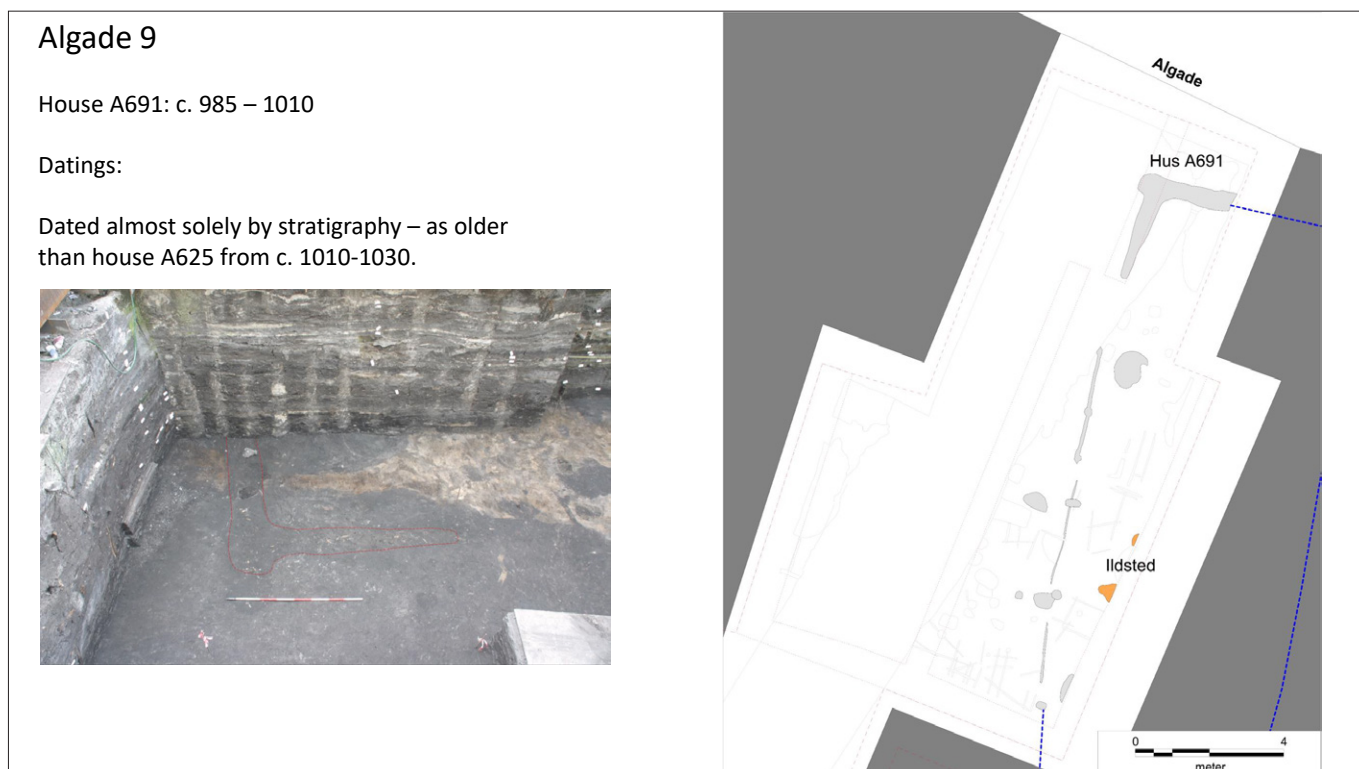 Algade 9
House A691: c. 985 – 1010
Datings:
Dated almost solely by stratigraphy – as older
than house A625 from c. 1010-1030.
Algade
Hus A691
Ildsted
0 4
meter